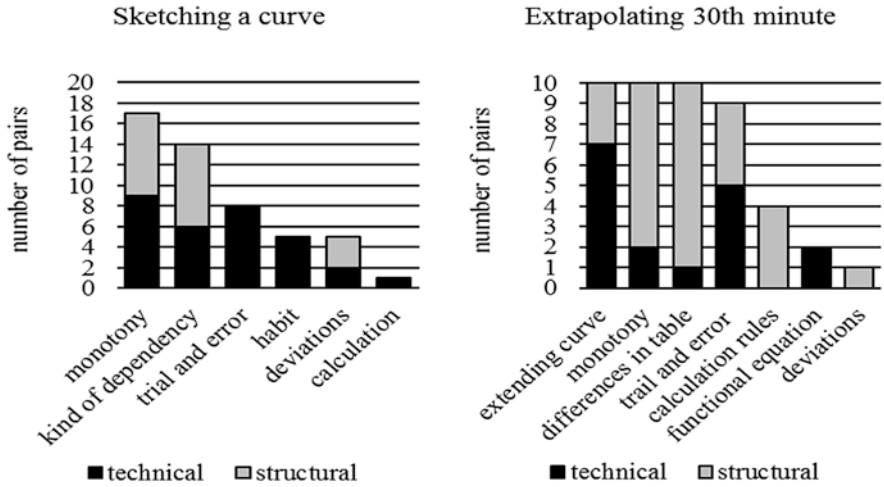 Sketching a curve
number of pairs
20
18
16
14
12
10
8
6
4
2
0
monotony
kind of dependency
trial and error
habit
deviations
calculation
technical
structural
Extrapolating 30th minute
number of pairs
10
9
8
7
6
5
4
3
2
1
0
extending curve
monotony
differences in table
trail and error
calculation rules
functional equation
deviations
technical
structural